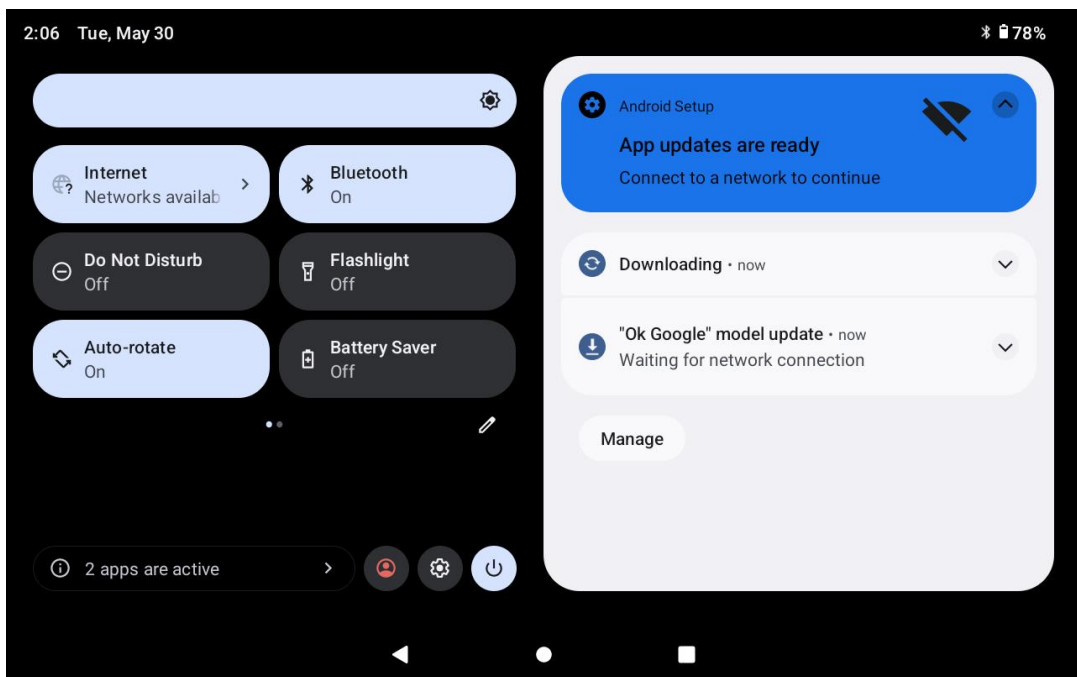 2:06 Tue, May 30
78%
Internet
Networks availab
Bluetooth
On
Do Not Disturb
Off
Flashlight
Off
Auto-rotate
On
Battery Saver
Off
2 apps are active
Android Setup
App updates are ready
Connect to a network to continue
Downloading • now
"Ok Google" model update • now
Waiting for network connection
Manage